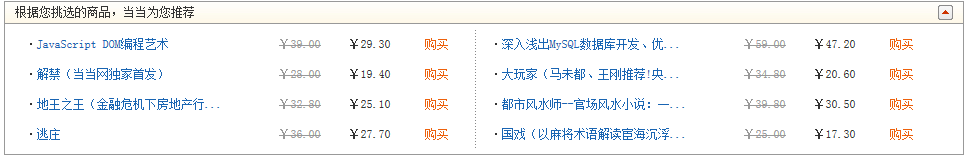 根据您挑选的商品，当当为您推荐
·JavaScript DOM编程艺术 ￥39.00 ￥29.30 购买
·深入浅出MySQL数据库开发、优... ￥59.00 ￥47.20 购买
·解禁（当当网独家首发） ￥28.00 ￥19.40 购买
·大玩家（马未都、王刚推荐!央... ￥34.80 ￥20.60 购买
·地王之王（金融危机下房地产行... ￥32.80 ￥25.10 购买
·都市风水师--官场风水小说：一... ￥39.80 ￥30.50 购买
·逃庄 ￥36.00 ￥27.70 购买
·国戏（以麻将术语解读宦海沉浮... ￥25.00 ￥17.30 购买